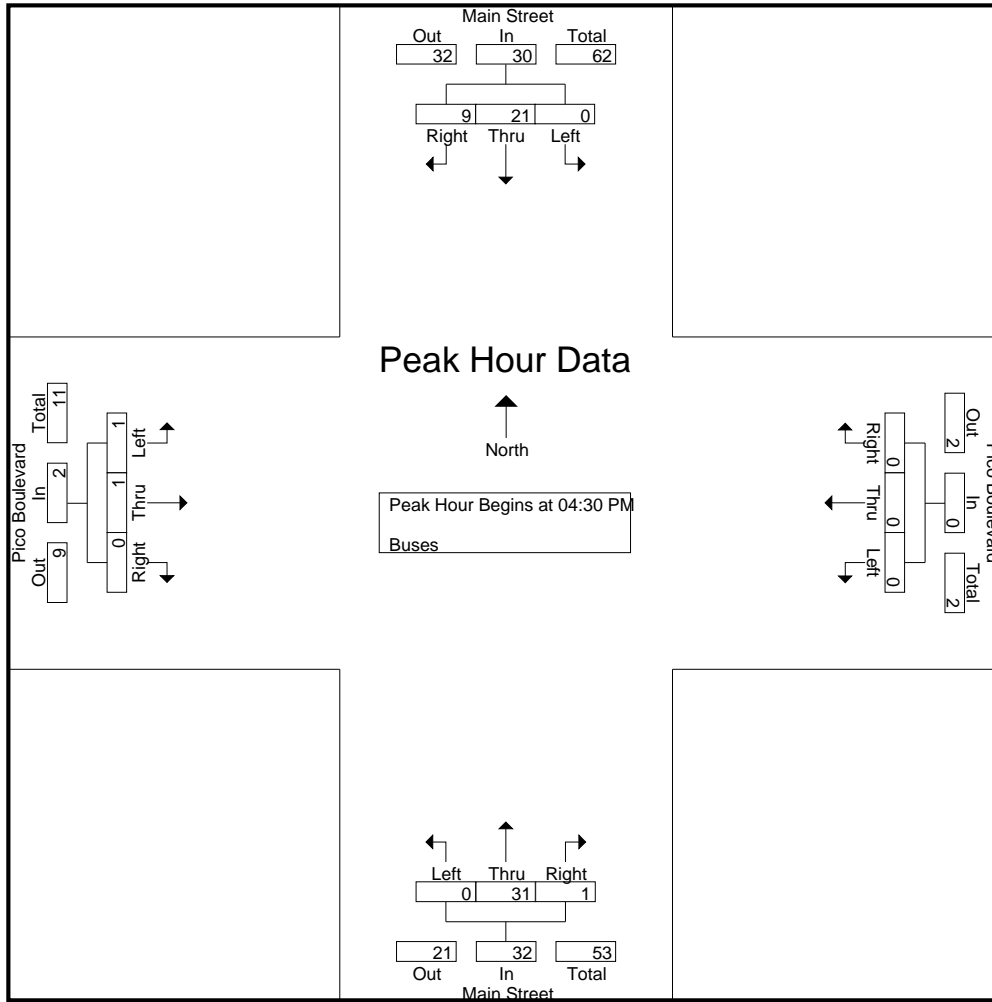 Main Street
Out In Total
32 30 62
9 21 0
Right Thru Left
Peak Hour Data
North
Peak Hour Begins at 04:30 PM
Buses
Pico Boulevard
Out In Total
9 2 11
Right Thru Left
0 1 1
Pico Boulevard
Out In Total
2 0 2
Right Thru Left
0 0 0
Left Thru Right
0 31 1
21 32 53
Out In Total
Main Street